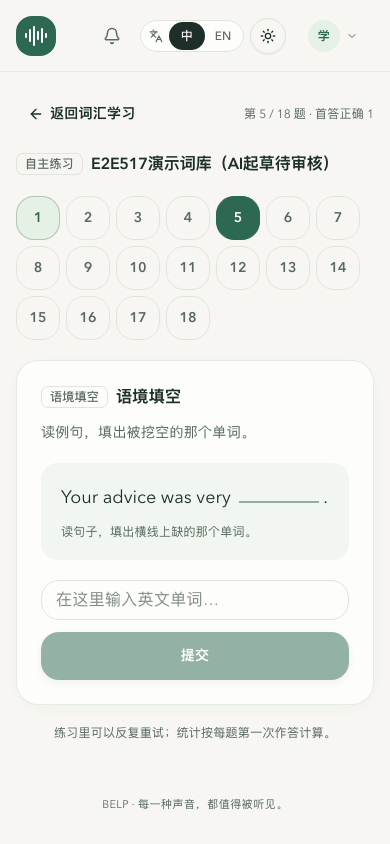 中 EN 学
返回词汇学习 第 5 / 18 题 · 首答正确 1
自主练习 E2E517演示词库（AI起草待审核）
1 2 3 4 5 6 7
8 9 10 11 12 13 14
15 16 17 18
语境填空 语境填空
读例句，填出被挖空的那个单词。
Your advice was very ________ .
读句子，填出横线上缺的那个单词。
在这里输入英文单词…
提交
练习里可以反复重试；统计按每题第一次作答计算。
BELP · 每一种声音，都值得被听见。